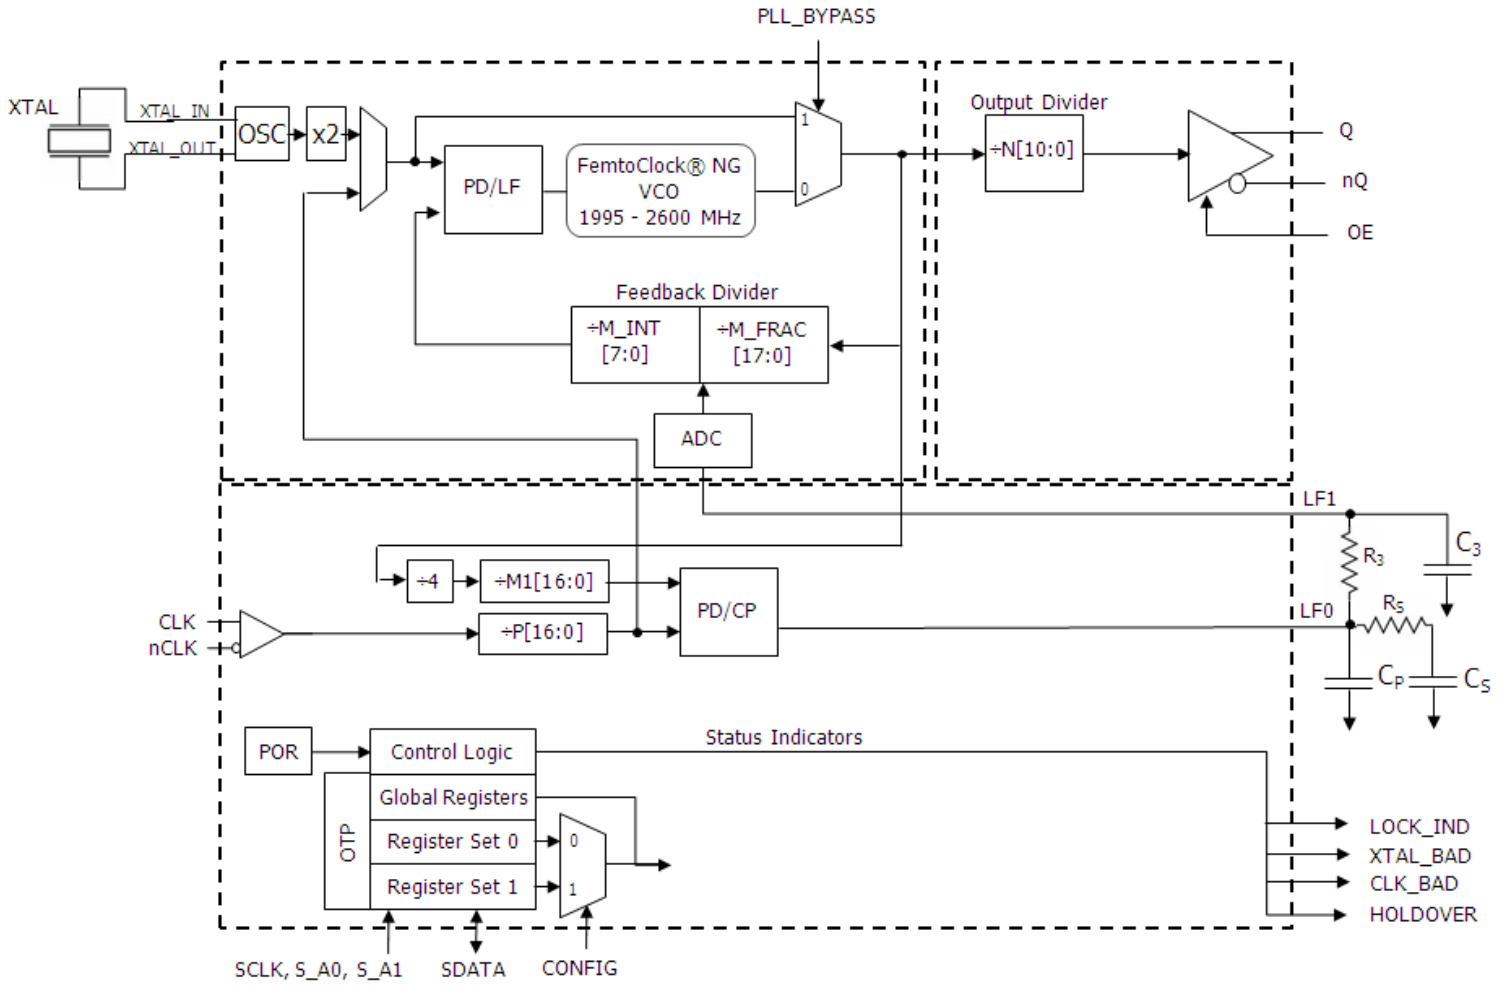 PLL_BYPASS
XTAL
XTAL_IN
XTAL_OUT
OSC
x2
PD/LF
FemtoClock® NG
VCO
1995 - 2600 MHz
1
0
Output Divider
÷N[10:0]
Q
nQ
OE
Feedback Divider
÷M_INT
[7:0]
÷M_FRAC
[17:0]
ADC
LF1
R3
C3
÷4
÷M1[16:0]
PD/CP
CLK
nCLK
÷P[16:0]
LF0
RS
CP
CS
POR
Control Logic
Status Indicators
Global Registers
OTP
Register Set 0
0
Register Set 1
1
LOCK_IND
XTAL_BAD
CLK_BAD
HOLDOVER
SCLK, S_A0, S_A1
SDATA
CONFIG